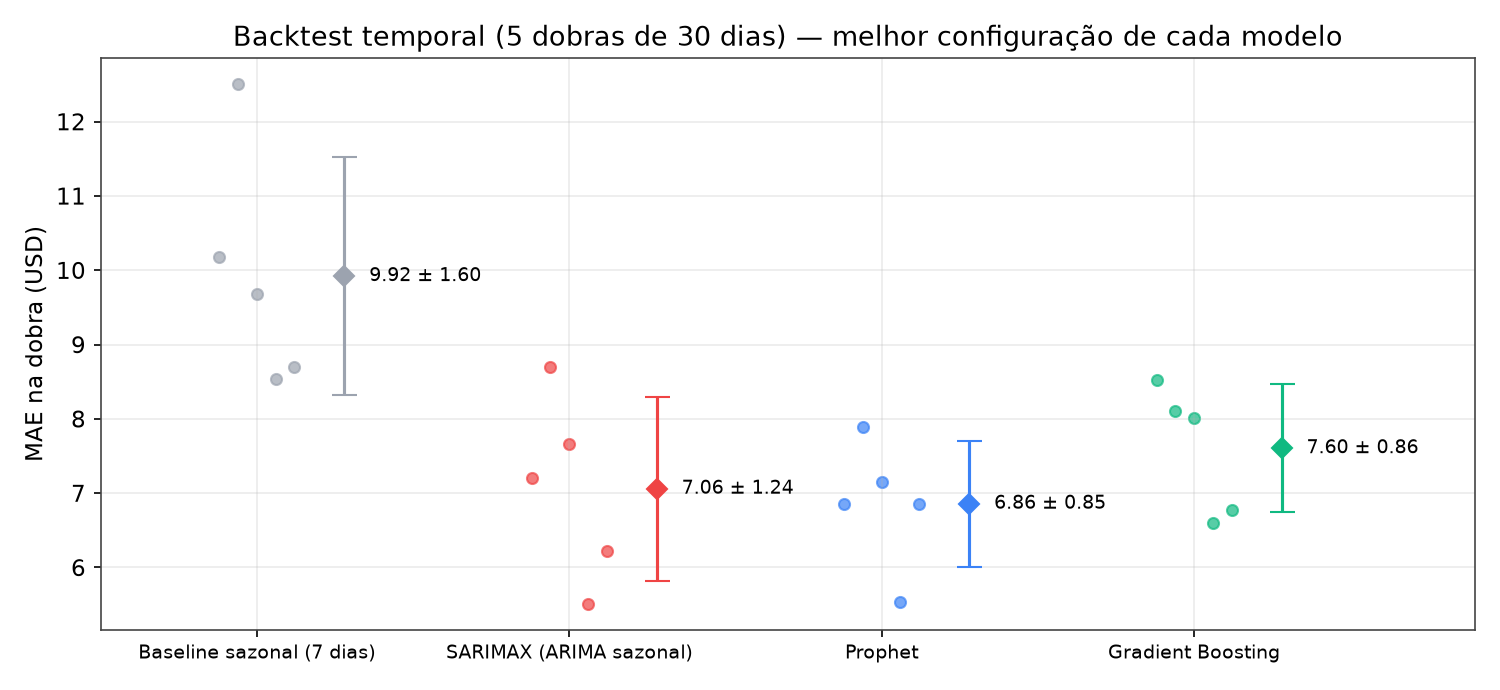 Backtest temporal (5 dobras de 30 dias) — melhor configuração de cada modelo
MAE na dobra (USD)
12
11
10
9
8
7
6
9.92 ± 1.60
7.06 ± 1.24
6.86 ± 0.85
7.60 ± 0.86
Baseline sazonal (7 dias)
SARIMAX (ARIMA sazonal)
Prophet
Gradient Boosting